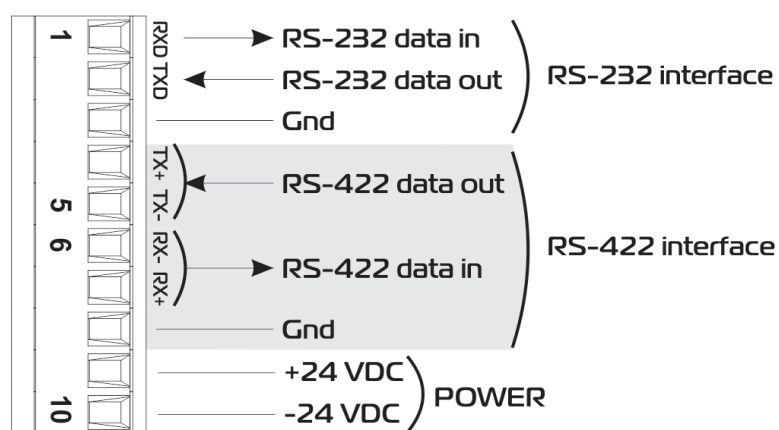 1 RXD RS-232 data in
TXD RS-232 data out
RS-232 interface
Gnd
TX+
5 TX-
RS-422 data out
6 RX-
RX+
RS-422 data in
RS-422 interface
Gnd
+24 VDC
10 -24 VDC
POWER